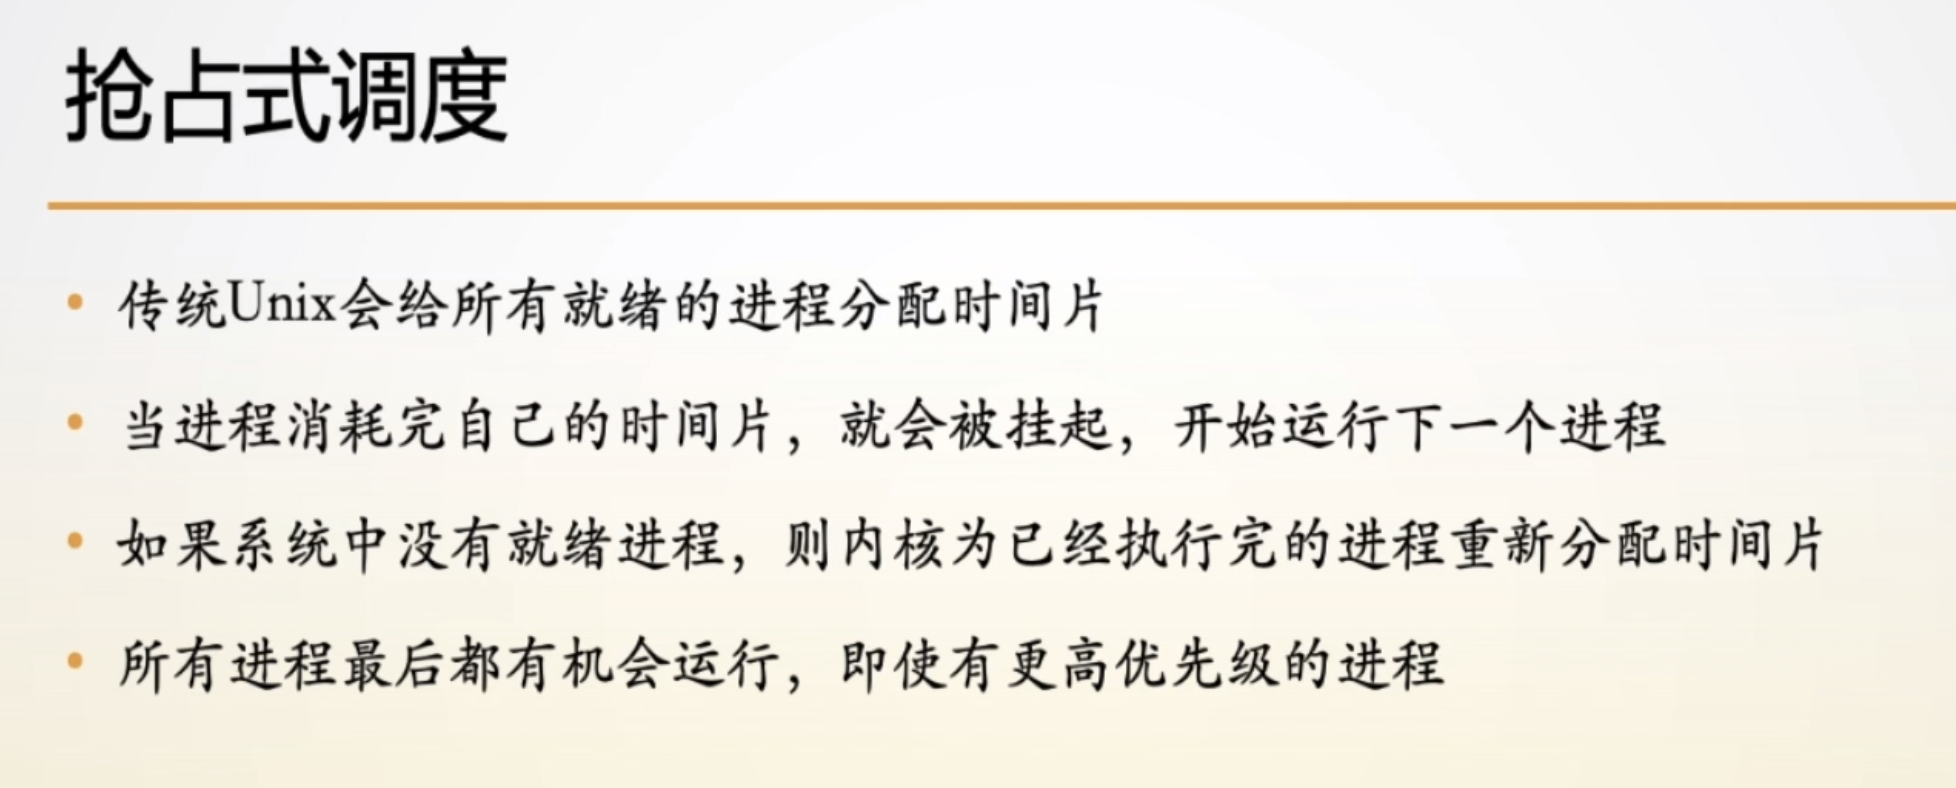 抢占式调度
• 传统Unix会给所有就绪的进程分配时间片
• 当进程消耗完自己的时间片，就会被挂起，开始运行下一个进程
• 如果系统中没有就绪进程，则内核为已经执行完的进程重新分配时间片
• 所有进程最后都有机会运行，即使有更高优先级的进程